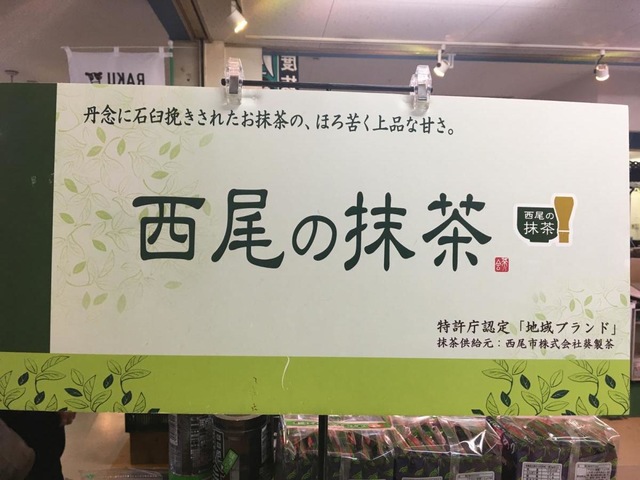 RAKU
度抹
丹念に石臼挽きされたお抹茶の、ほろ苦く上品な甘さ。
西尾の抹茶
西尾の
抹茶
特許庁認定「地域ブランド」
抹茶供給元:西尾市株式会社葵製茶